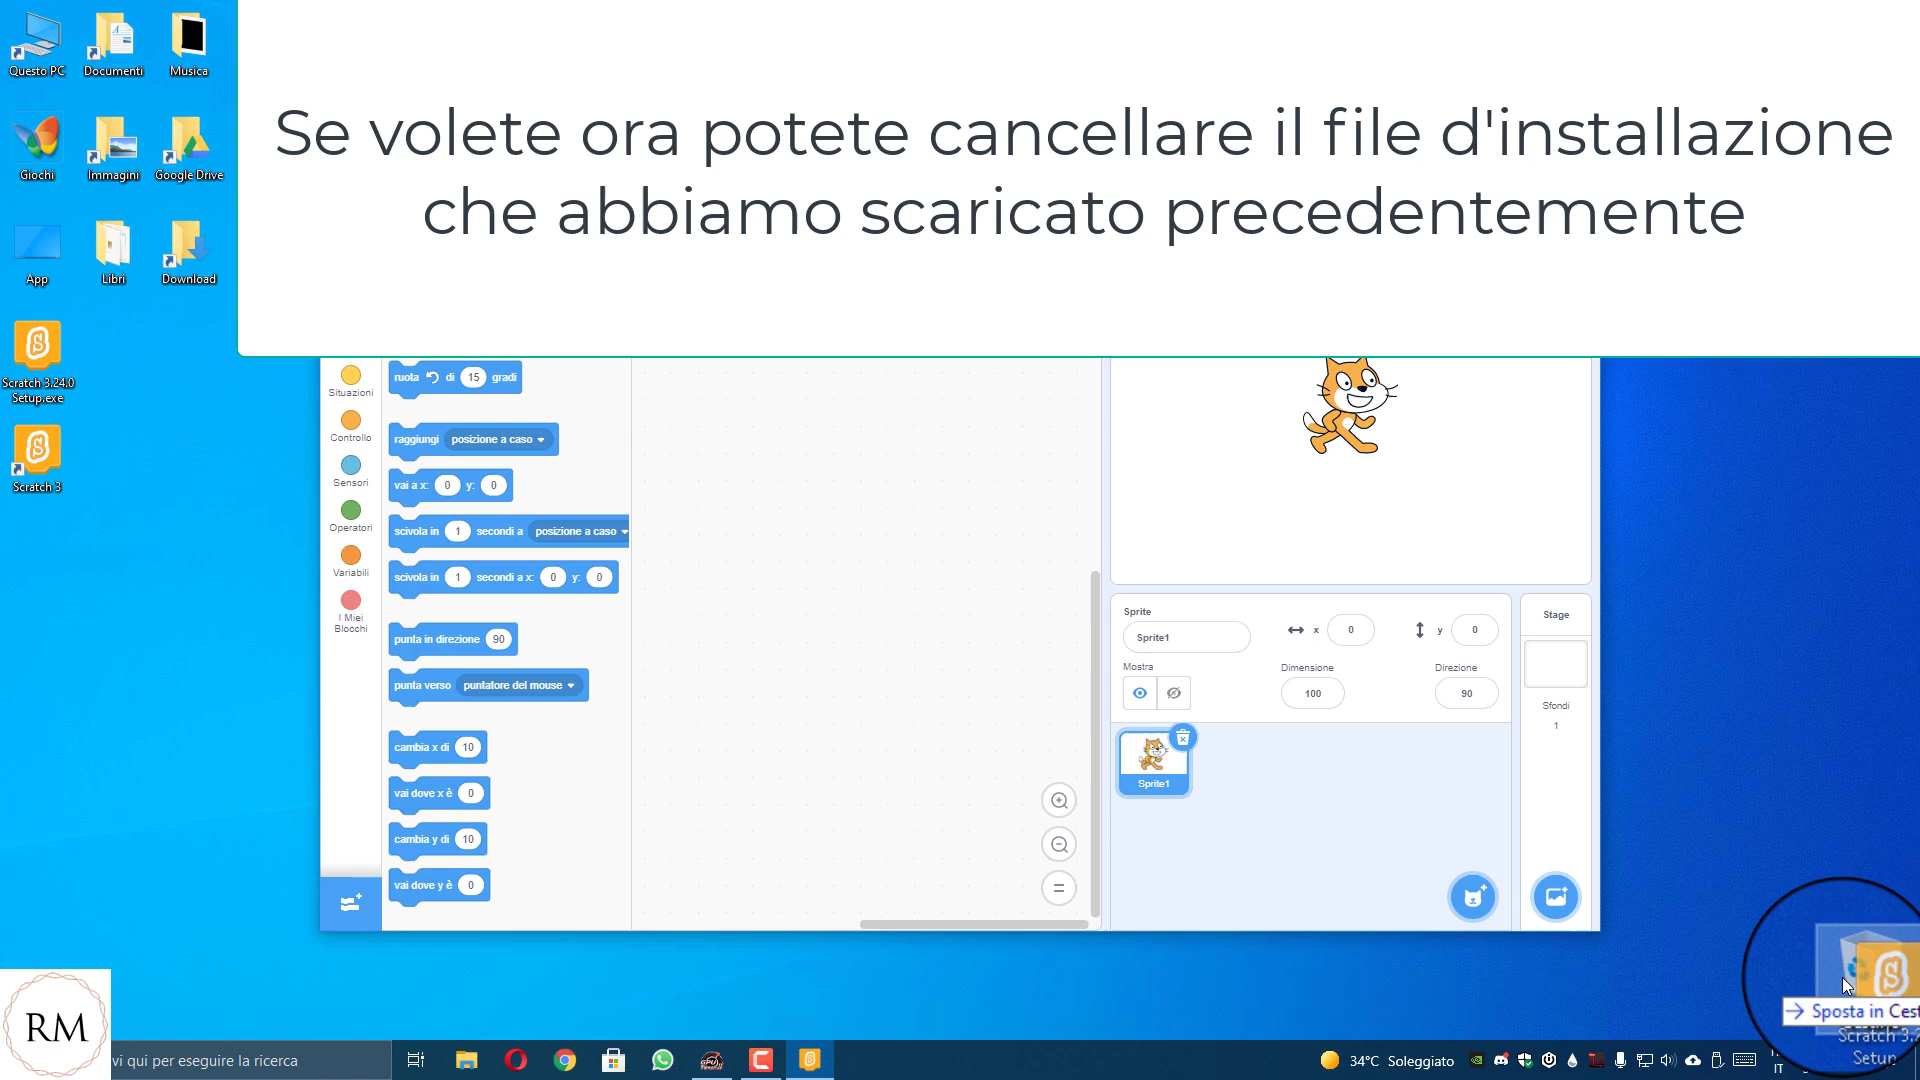 Se volete ora potete cancellare il file d'installazione
che abbiamo scaricato precedentemente
Questo PC
Documenti
Musica
Giochi
Immagini
Google Drive
App
Libri
Download
Scratch 3.24.0
Setup.exe
Scratch 3
Situazioni
Controllo
Sensori
Operatori
Variabili
I Miei
Blocchi
ruota di 15 gradi
raggiungi posizione a caso
vai a x: 0 y: 0
scivola in 1 secondi a posizione a caso
scivola in 1 secondi a x: 0 y: 0
punta in direzione 90
punta verso puntatore del mouse
cambia x di 10
vai dove x è 0
cambia y di 10
vai dove y è 0
Sprite
Sprite1
x 0
y 0
Mostra
Dimensione
100
Direzione
90
Sprite1
Stage
Sfondi
1
Sposta in Cest
Scratch 3.2
Setup
RM
vi qui per eseguire la ricerca
34°C Soleggiato
IT